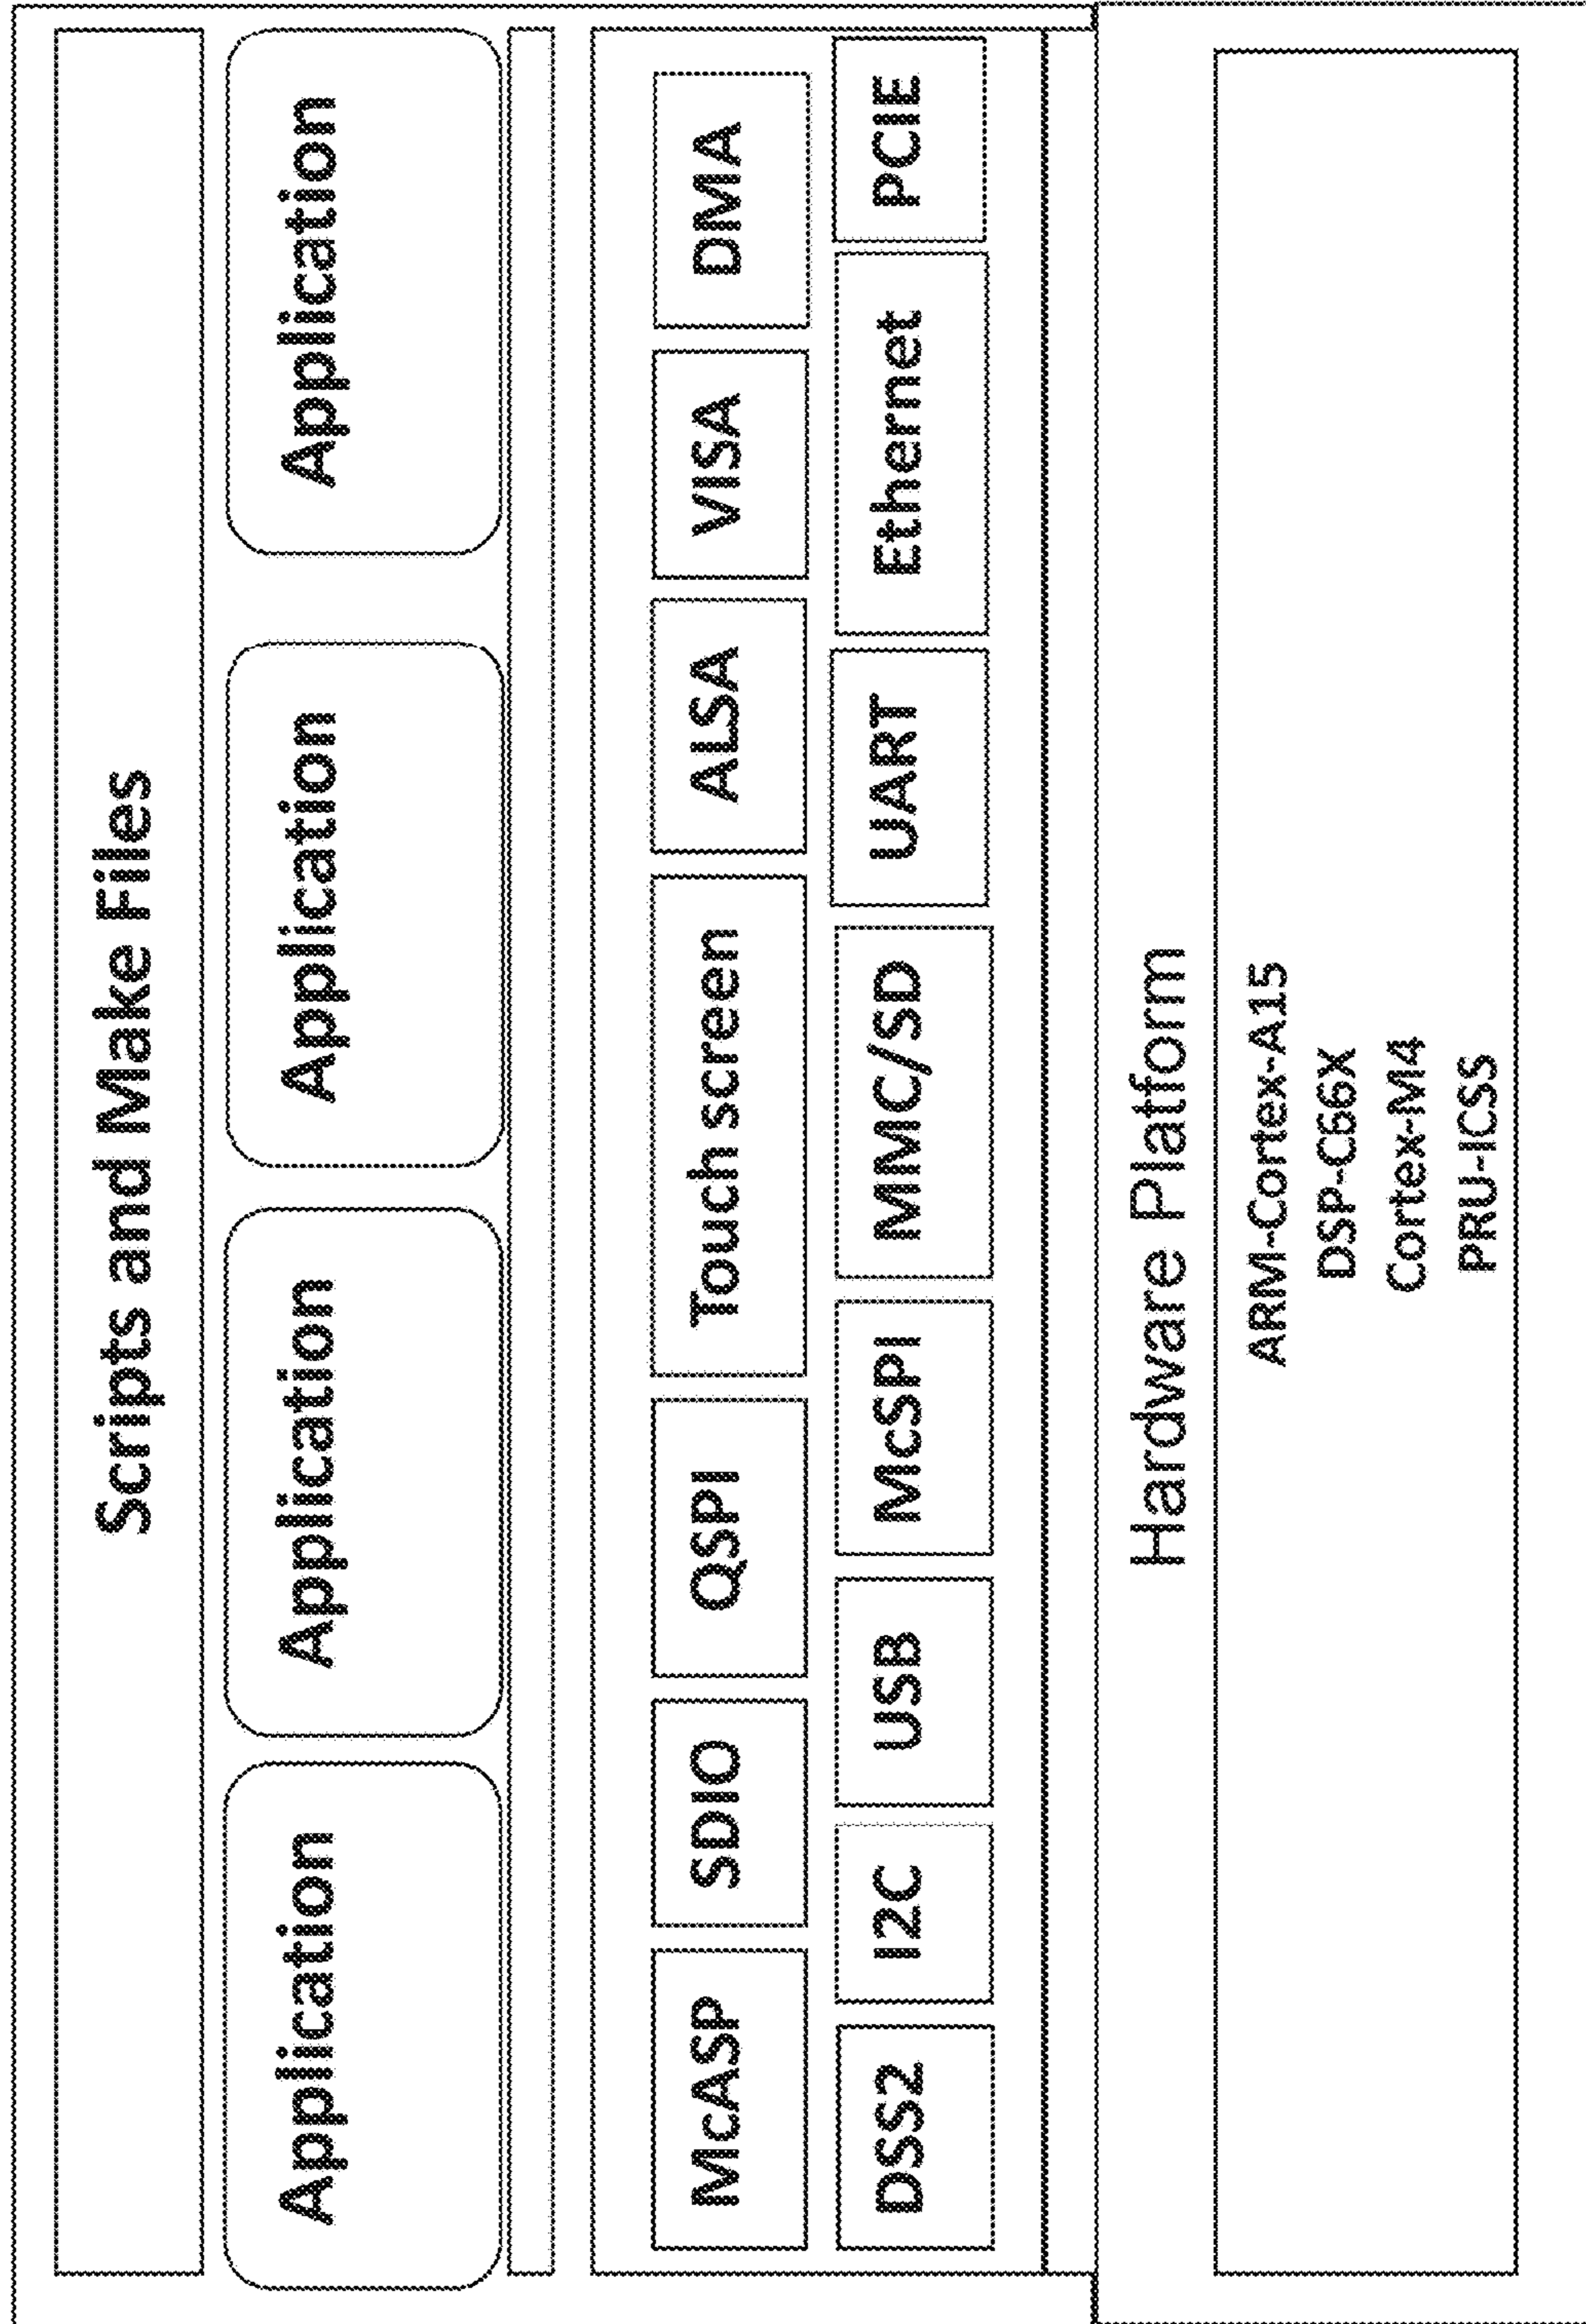 Scripts and Make Files
Application
Application
Application
Application
McASP
SDIO
QSPI
Touch screen
ALSA
VISA
DMA
DSS2
I2C
USB
McSPI
MMC/SD
UART
Ethernet
PCIE
Hardware Platform
ARM-Cortex-A15
DSP-C66X
Cortex-M4
PRU-ICSS